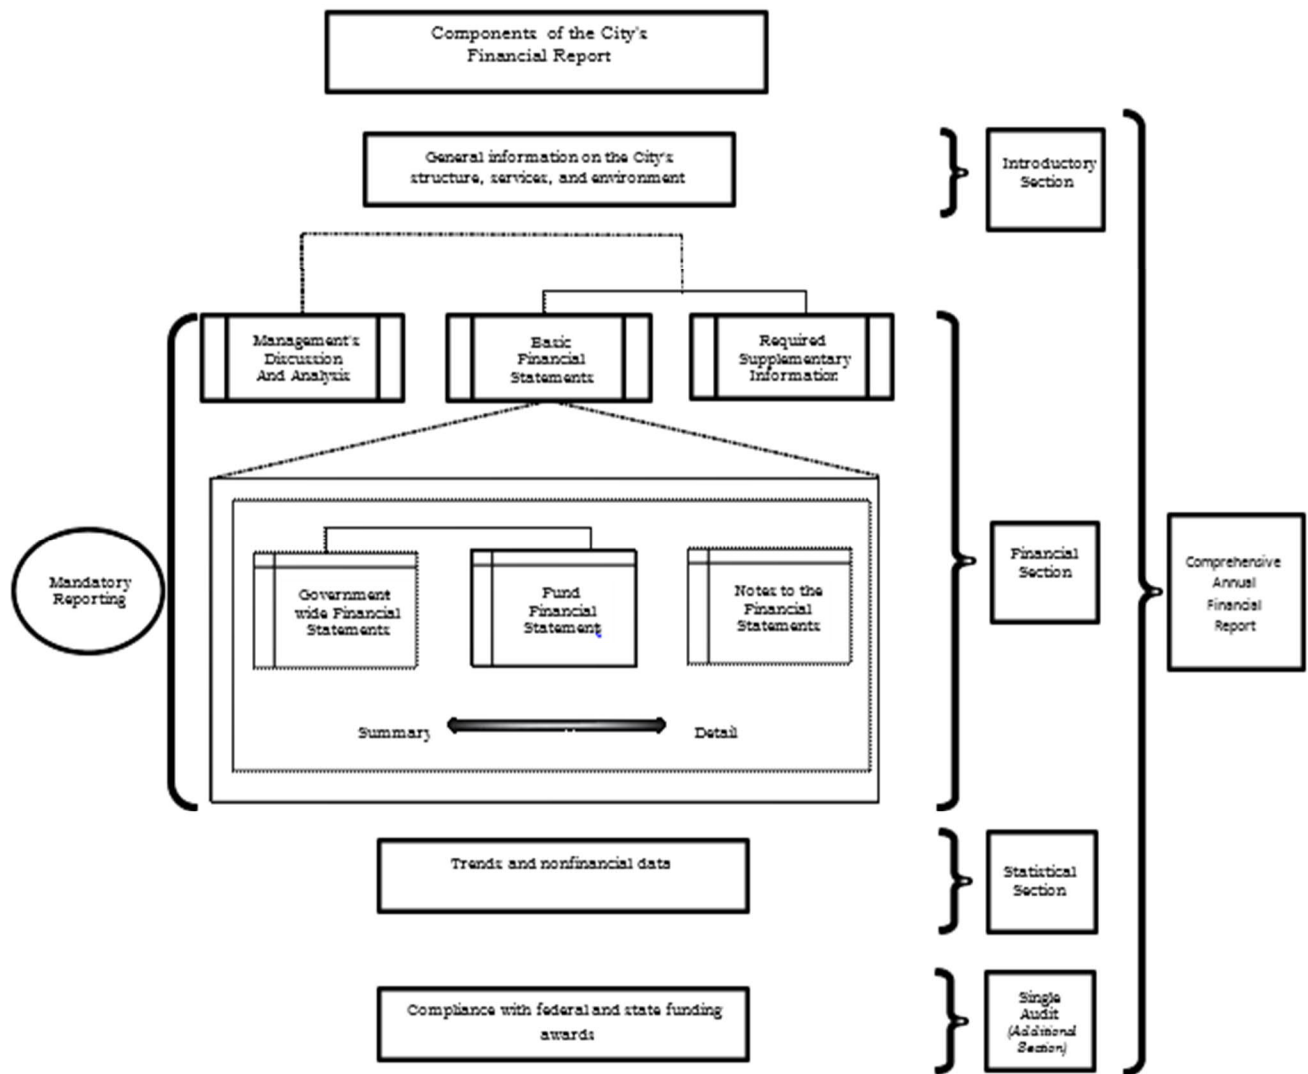 Components of the City's
Financial Report
General information on the City's
structure, services, and environment
Introductory
Section
Management's
Discussion
And Analysis
Basic
Financial
Statements
Required
Supplementary
Information
Mandatory
Reporting
Government
wide Financial
Statements
Fund
Financial
Statement
Notes to the
Financial
Statements
Summary
Detail
Financial
Section
Comprehensive
Annual
Financial
Report
Trends and nonfinancial data
Statistical
Section
Compliance with federal and state funding
awards
Single
Audit
(Additional
Section)